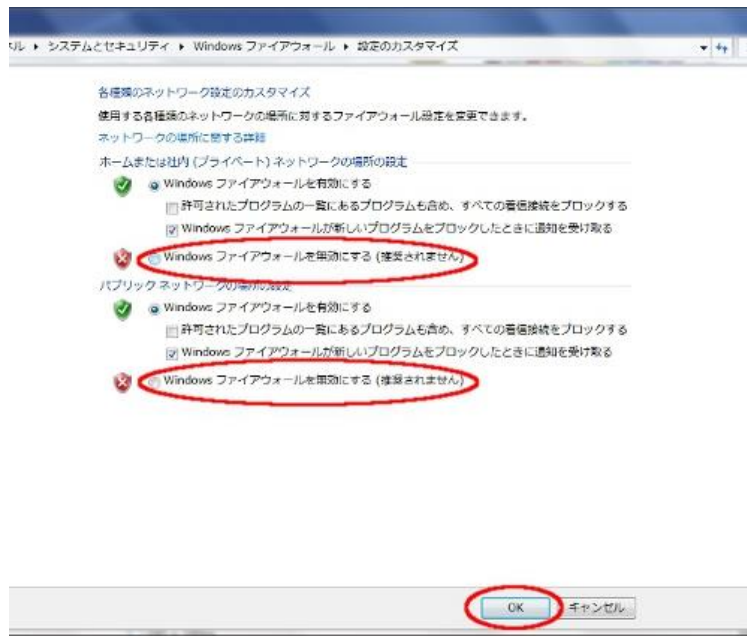 ル ▸ システムとセキュリティ ▸ Windows ファイアウォール ▸ 設定のカスタマイズ
各種類のネットワーク設定のカスタマイズ
使用する各種類のネットワークの場所に対するファイアウォール設定を変更できます。
ネットワークの場所に関する詳細
ホームまたは社内 (プライベート) ネットワークの場所の設定
Windows ファイアウォールを有効にする
許可されたプログラムの一覧にあるプログラムも含め、すべての着信接続をブロックする
Windows ファイアウォールが新しいプログラムをブロックしたときに通知を受け取る
Windows ファイアウォールを無効にする (推奨されません)
パブリック ネットワークの場所の設定
Windows ファイアウォールを有効にする
許可されたプログラムの一覧にあるプログラムも含め、すべての着信接続をブロックする
Windows ファイアウォールが新しいプログラムをブロックしたときに通知を受け取る
Windows ファイアウォールを無効にする (推奨されません)
OK キャンセル